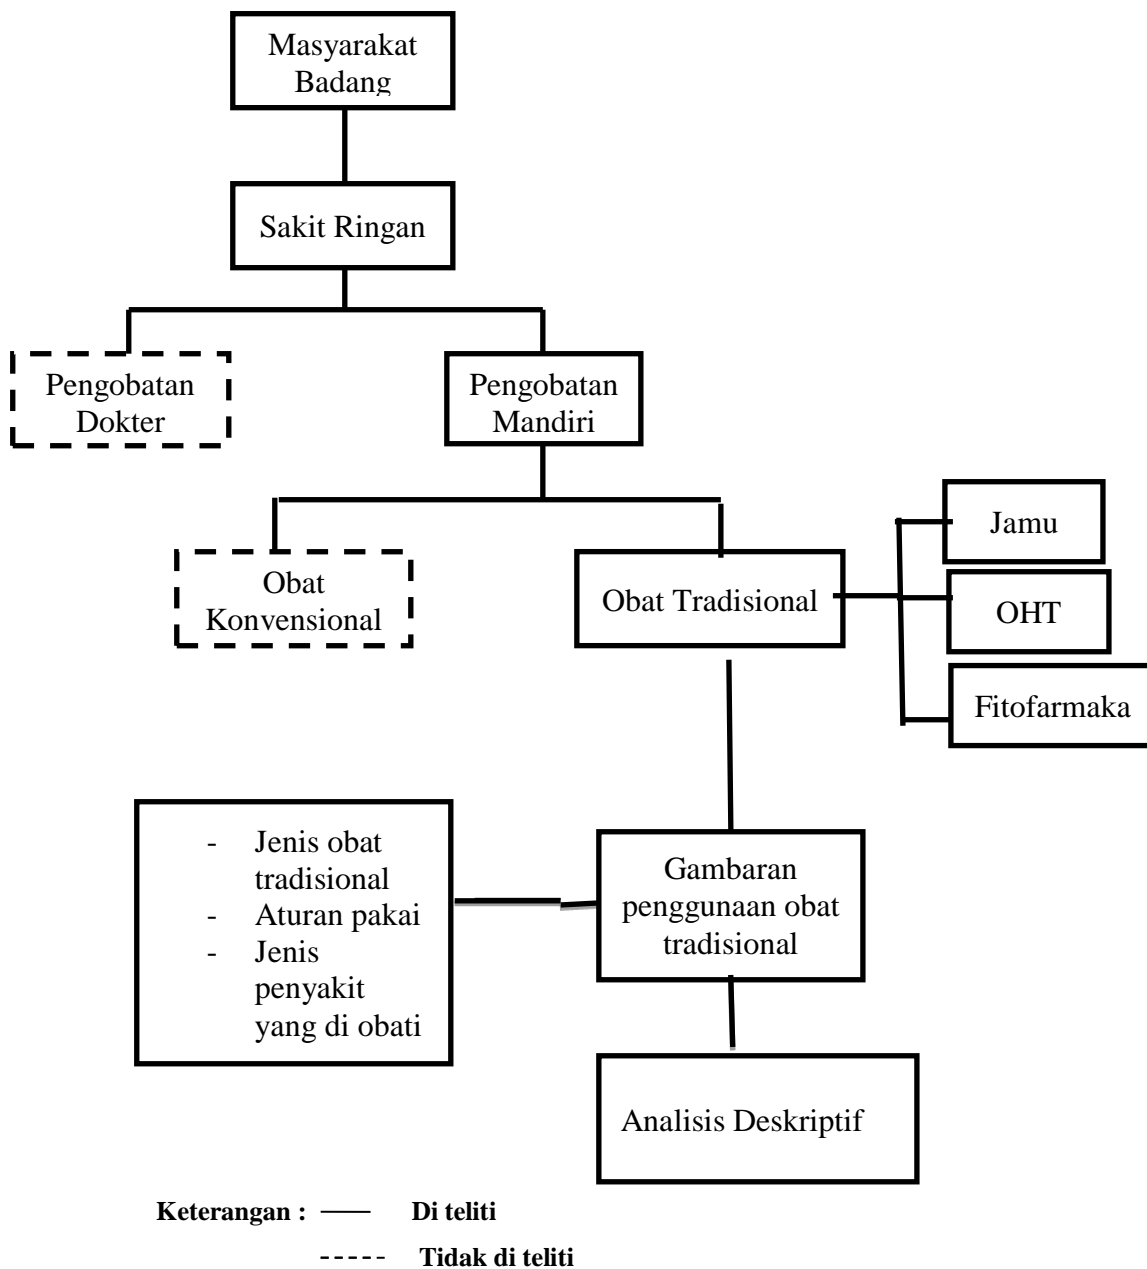 Masyarakat
Badang
Sakit Ringan
Pengobatan
Dokter
Pengobatan
Mandiri
Obat
Konvensional
Obat Tradisional
Jamu
OHT
Fitofarmaka
- Jenis obat
tradisional
- Aturan pakai
- Jenis
penyakit
yang di obati
Gambaran
penggunaan obat
tradisional
Analisis Deskriptif
Keterangan : —— Di teliti
----- Tidak di teliti